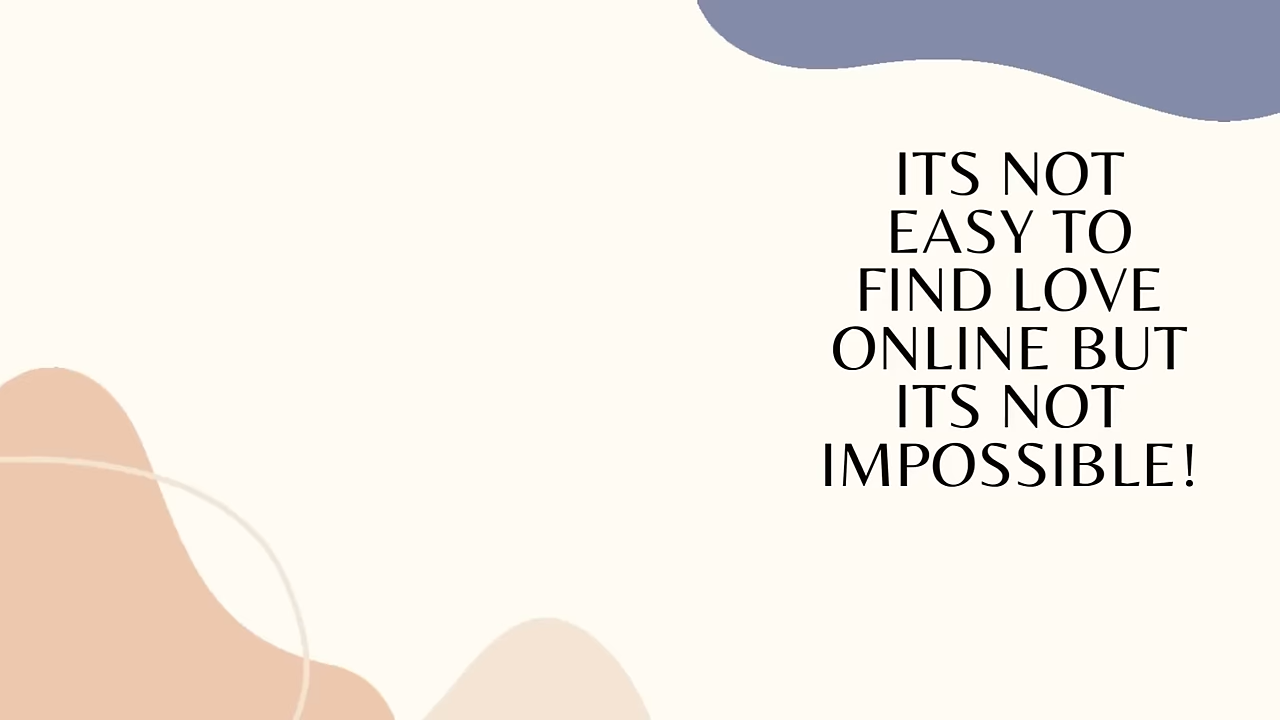 ITS NOT
EASY TO
FIND LOVE
ONLINE BUT
ITS NOT
IMPOSSIBLE!